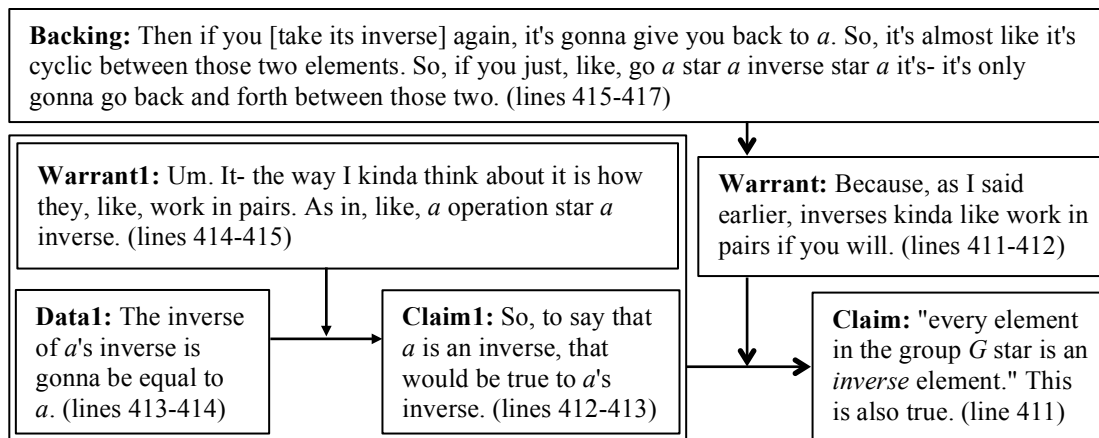 Backing: Then if you [take its inverse] again, it's gonna give you back to a. So, it's almost like it's
cyclic between those two elements. So, if you just, like, go a star a inverse star a it's- it's only
gonna go back and forth between those two. (lines 415-417)
Warrant1: Um. It- the way I kinda think about it is how
they, like, work in pairs. As in, like, a operation star a
inverse. (lines 414-415)
Warrant: Because, as I said
earlier, inverses kinda like work in
pairs if you will. (lines 411-412)
Data1: The inverse
of a's inverse is
gonna be equal to
a. (lines 413-414)
Claim1: So, to say that
a is an inverse, that
would be true to a's
inverse. (lines 412-413)
Claim: "every element
in the group G star is an
inverse element." This
is also true. (line 411)